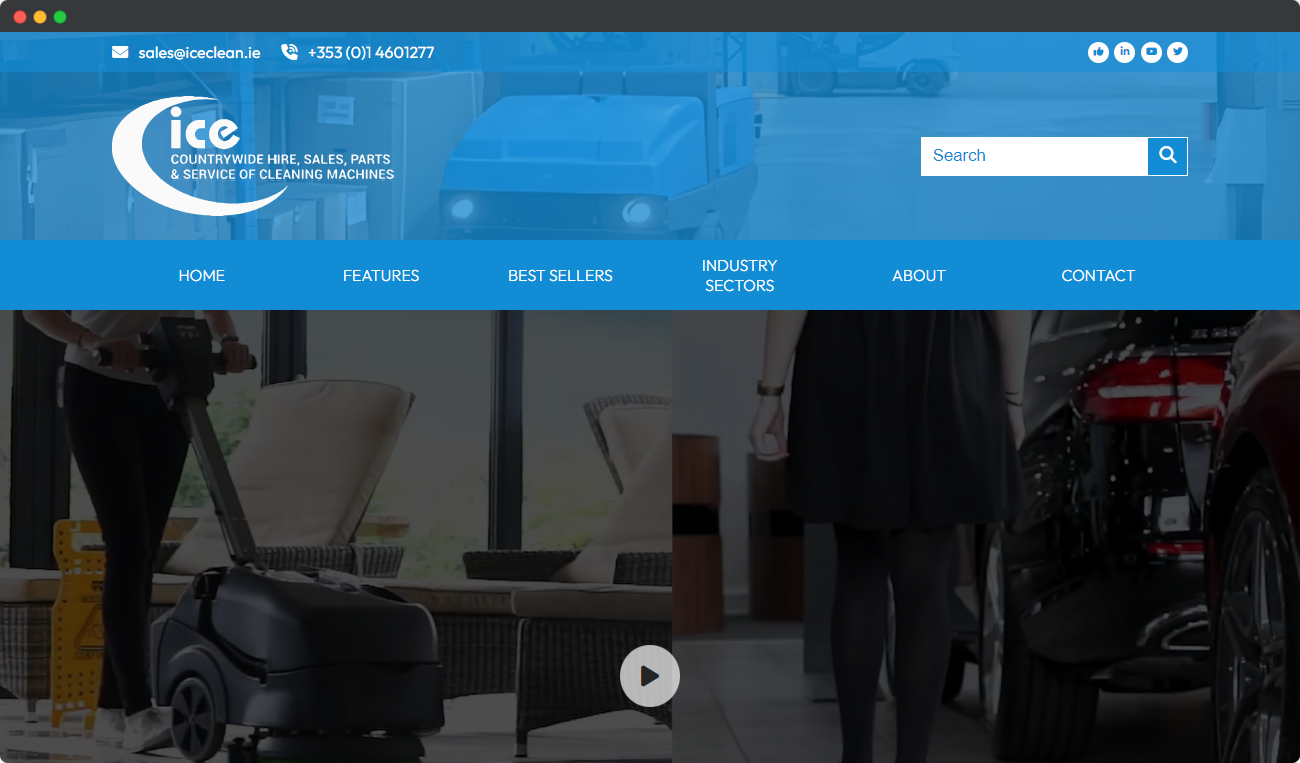 sales@iceclean.ie +353 (0)1 4601277
ice
COUNTRYWIDE HIRE, SALES, PARTS
& SERVICE OF CLEANING MACHINES
Search
HOME FEATURES BEST SELLERS INDUSTRY SECTORS ABOUT CONTACT